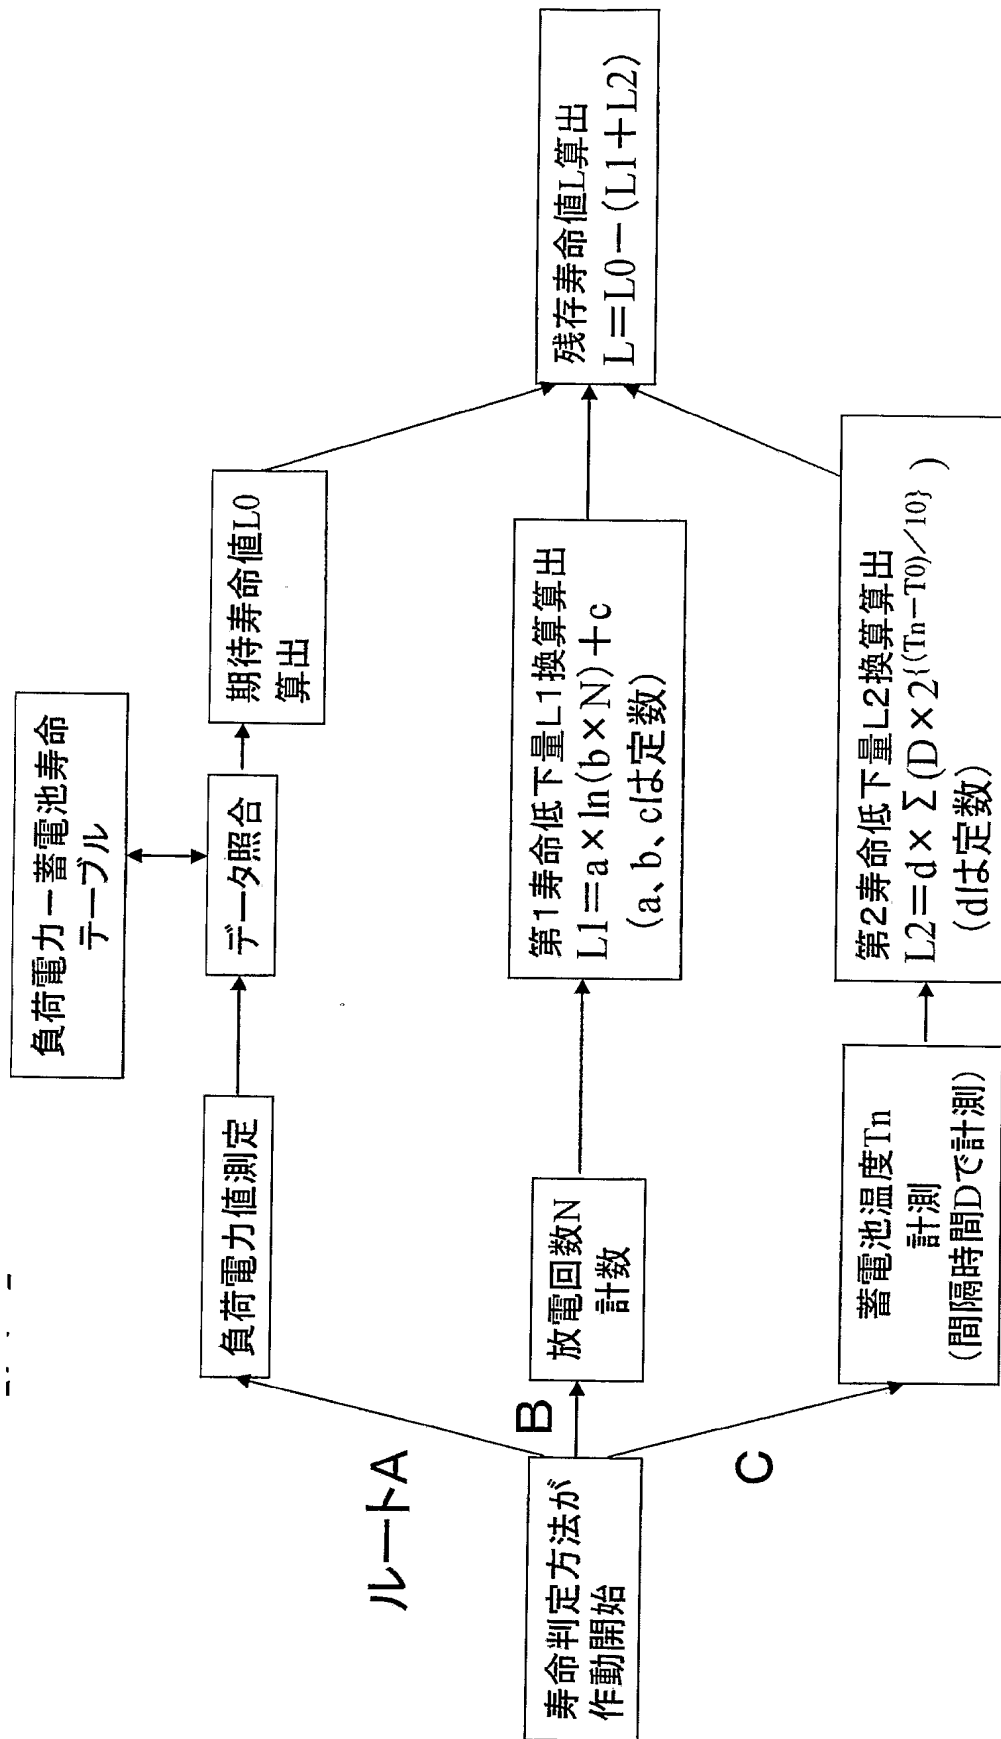 寿命判定方法が
作動開始
ルートA
負荷電力値測定
データ照合
負荷電力ー蓄電池寿命
テーブル
期待寿命値L0
算出
B
放電回数N
計数
第1寿命低下量L1換算算出
L1=a×ln(b×N)+c
(a、b、cは定数)
C
蓄電池温度Tn
計測
(間隔時間Dで計測)
第2寿命低下量L2換算算出
L2=d×Σ(D×2{(Tn−T0)/10})
(dは定数)
残存寿命値L算出
L=L0−(L1+L2)